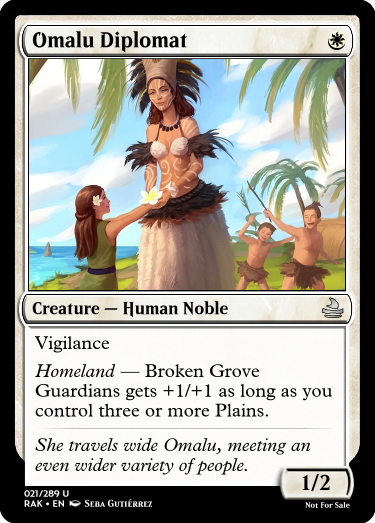 Omalu Diplomat
Creature — Human Noble
Vigilance
Homeland — Broken Grove
Guardians gets +1/+1 as long as you
control three or more Plains.
She travels wide Omalu, meeting an
even wider variety of people.
1/2
021/289 U
RAK • EN Seba Gutiérrez
Not For Sale